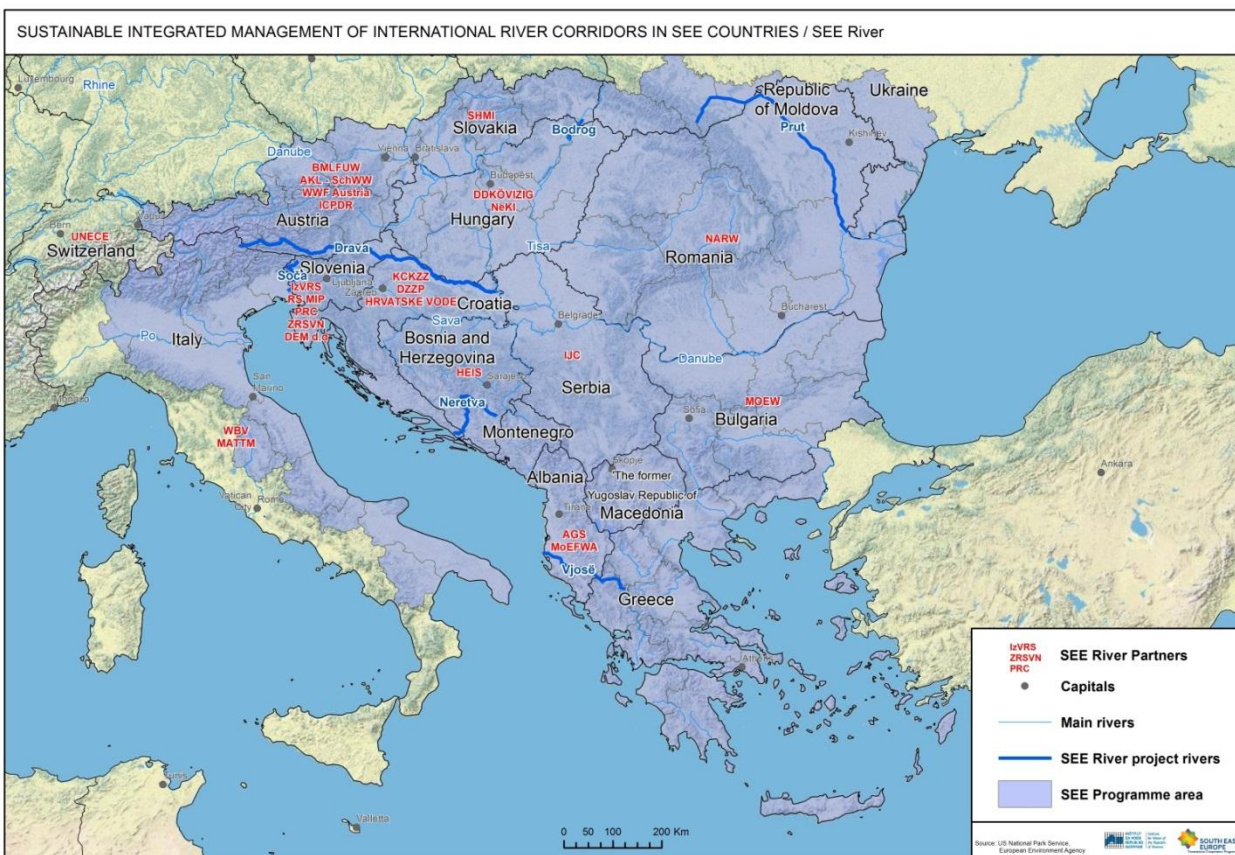 SUSTAINABLE INTEGRATED MANAGEMENT OF INTERNATIONAL RIVER CORRIDORS IN SEE COUNTRIES / SEE River
Luxembourg
Rhine
Ukraine
Republic
of Moldova
Prut
Kishinev
SHMI
Slovakia
Bodrog
Danube
Vienna
Bratislava
BMLFUW
AKL - SchWW
WWF Austria
ICPDR
Austria
Budapest
DDKÖVIZIG
NeKI
Hungary
Bern
Vaduz
UNECE
Switzerland
Tisa
NARW
Romania
Drava
Slovenia
Soča
Ljubljana
Zagreb
IzVRS
RS MIP
PRC
ZRSVN
DEM d.d
KCKZZ
DZZP
HRVATSKE VODE
Croatia
Bucharest
Belgrade
Sava
Po
Italy
Bosnia and
Herzegovina
HEIS
Sarajevo
IJC
Serbia
Danube
San
Marino
Monaco
Neretva
MOEW
Sofia
Bulgaria
Montenegro
WBV
MATTM
Skopje
Albania
'The former
Yugoslav Republic of
Macedonia
Ankara
Vatican
City
Rome
Tirana
AGS
MoEFWA
Vjosë
Greece
Athens
Tunis
Valletta
IzVRS
ZRSVN
PRC
SEE River Partners
Capitals
Main rivers
SEE River project rivers
SEE Programme area
0 50 100 200 Km
Source: US National Park Service,
European Environment Agency
SOUTH EAST
EUROPE